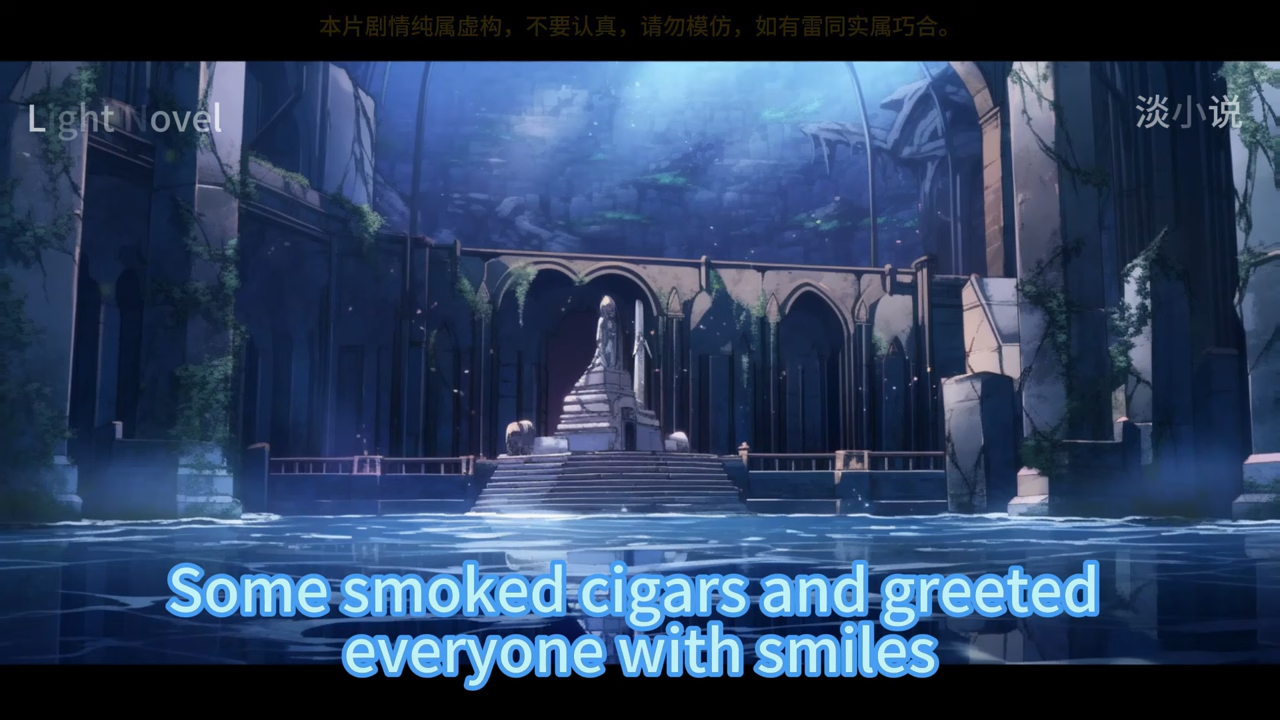 本片剧情纯属虚构，不要认真，请勿模仿，如有雷同实属巧合。
Light Novel
淡小说
Some smoked cigars and greeted
everyone with smiles